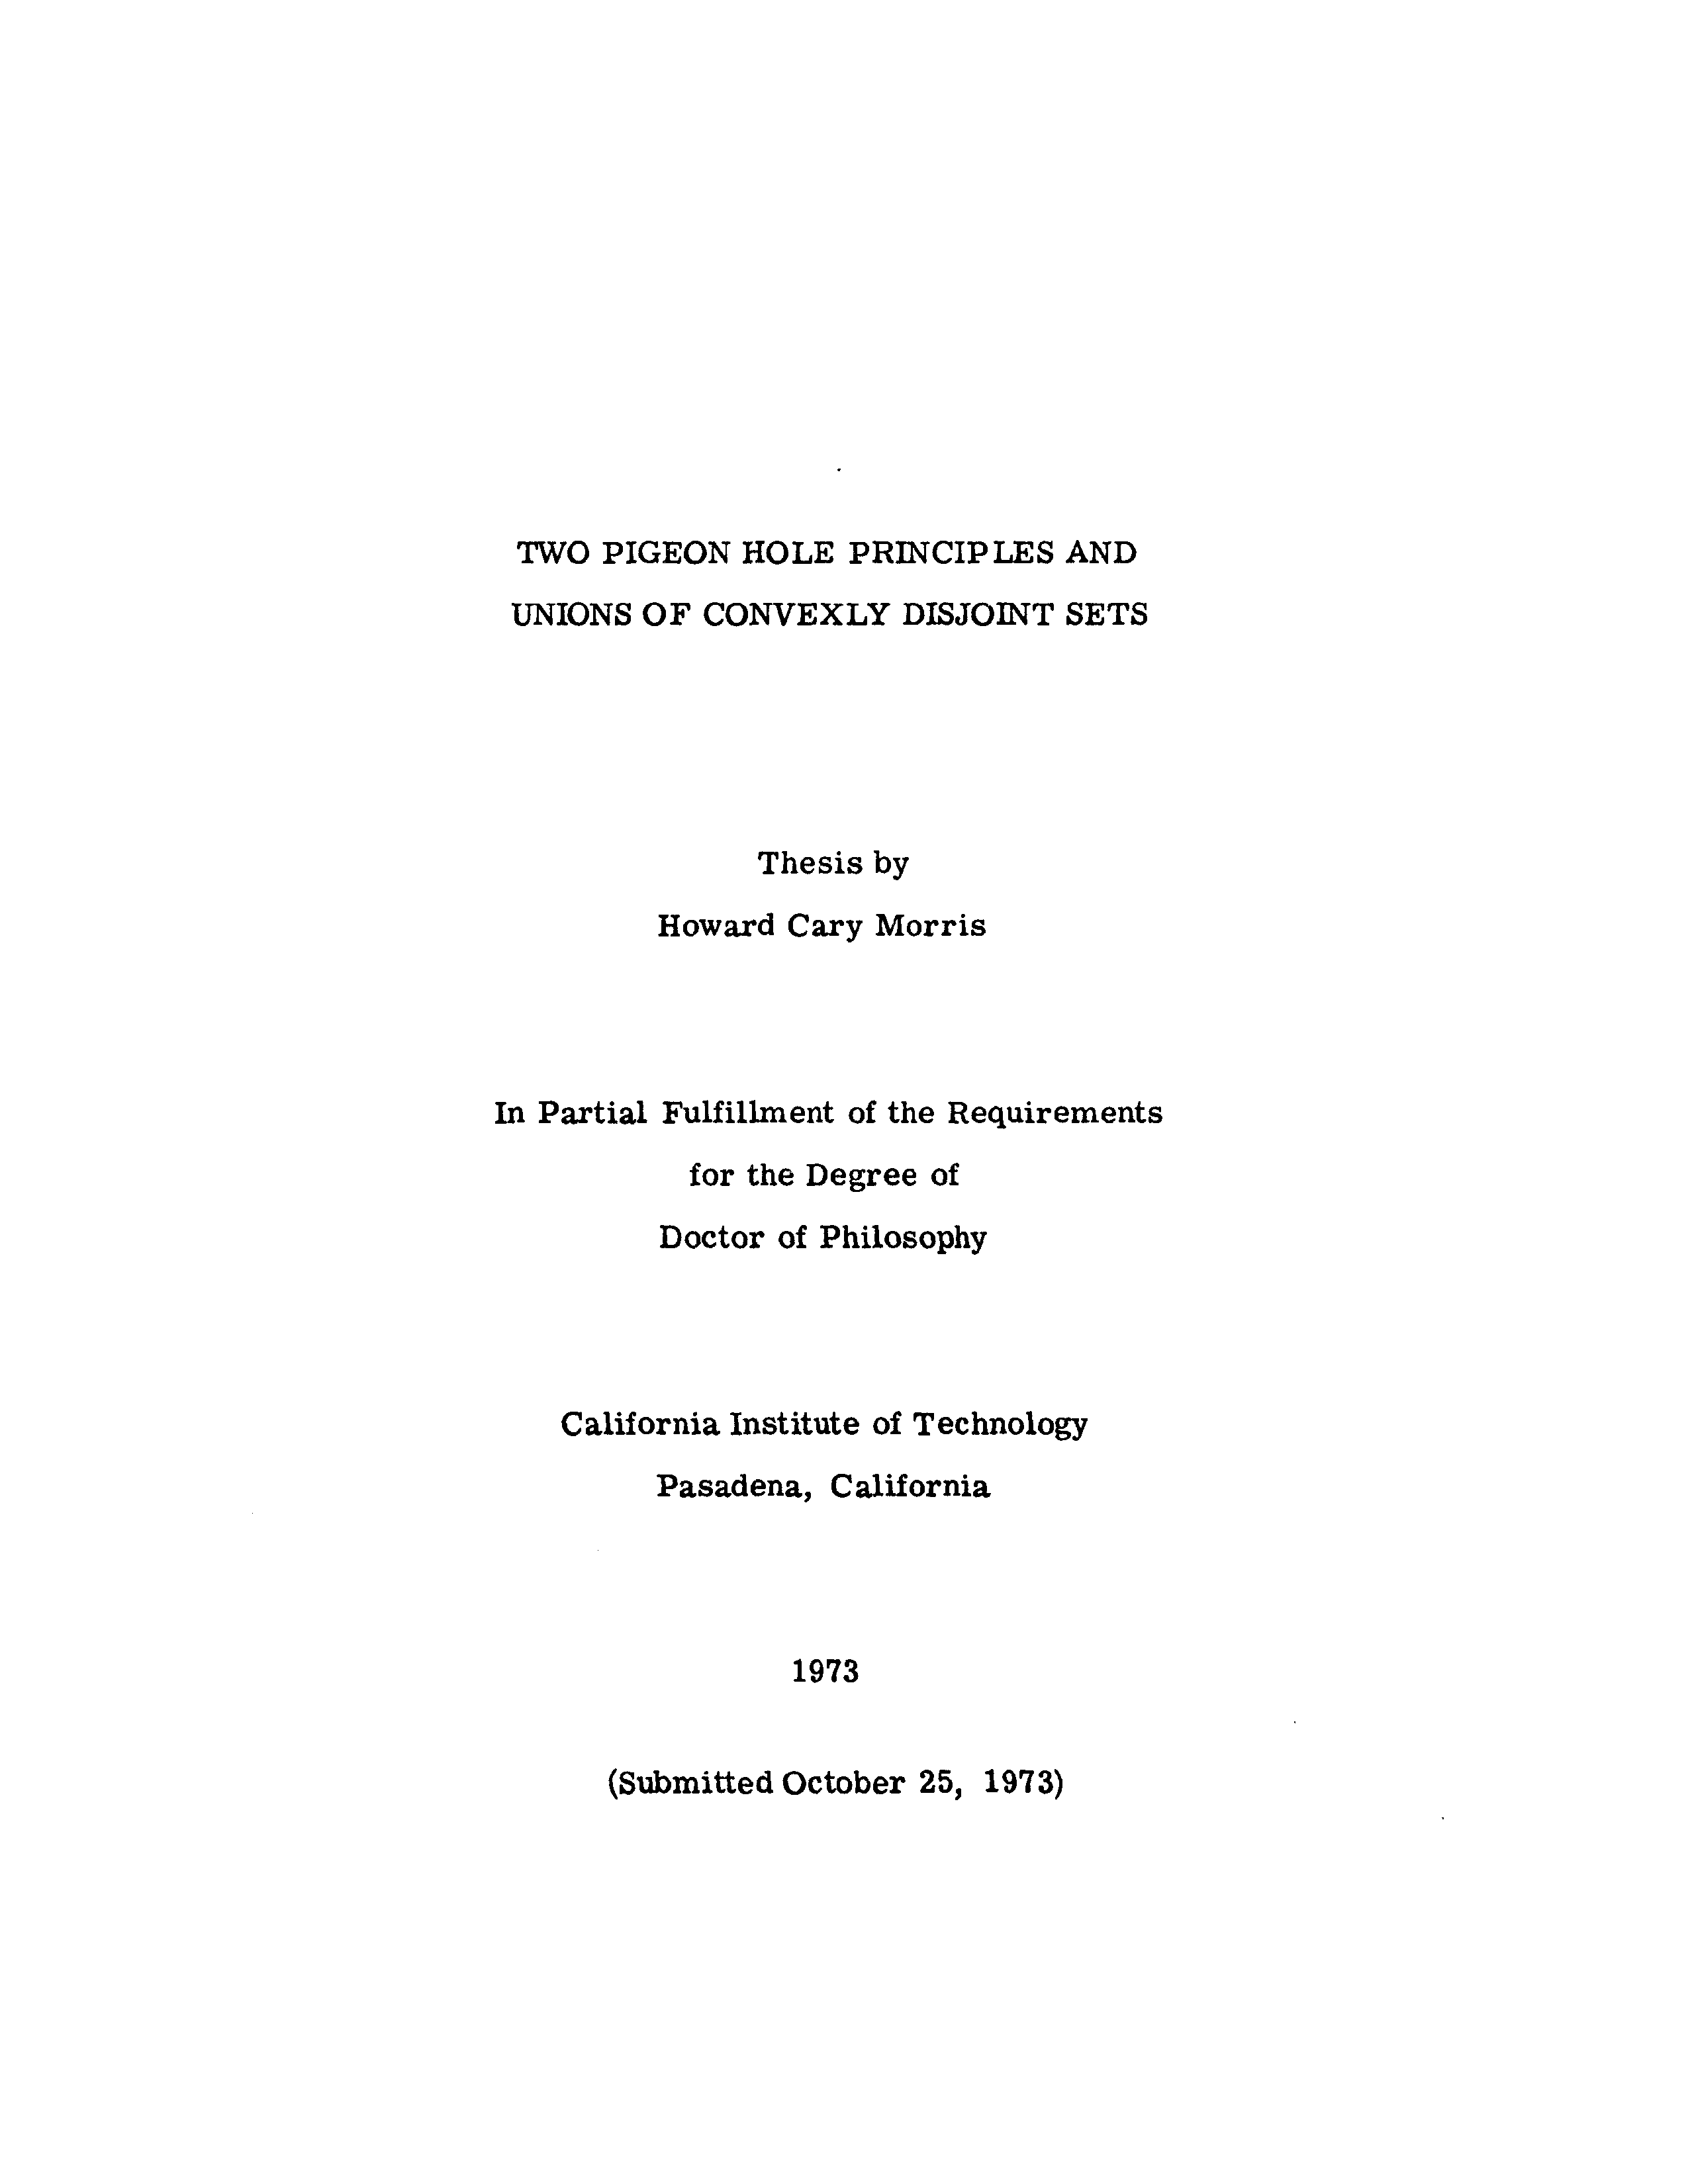 TWO PIGEON HOLE PRINCIPLES AND
UNIONS OF CONVEXLY DISJOINT SETS
Thesis by
Howard Cary Morris
In Partial Fulfillment of the Requirements
for the Degree of
Doctor of Philosophy
California Institute of Technology
Pasadena, California
1973
(Submitted October 25, 1973)